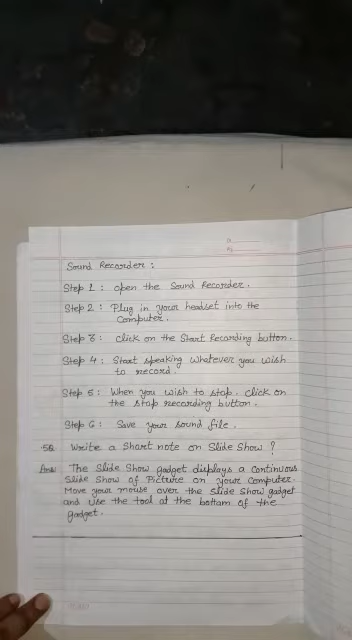 Sound Recorder :
Step 1 : open the Sound Recorder.
Step 2 : Plug in your headset into the
Computer.
Step 3 : click on the Start Recording button.
Step 4 : Start speaking whatever you wish
to record.
Step 5 : When you wish to stop. click on
the stop recording button.
Step 6 : Save your sound file.
5Q. Write a Short note on Slide Show ?
Ans The Slide Show gadget displays a continuous
Slide Show of Picture on your Computer.
Move your mouse over the Slide Show gadget
and use the tool at the bottom of the
gadget.